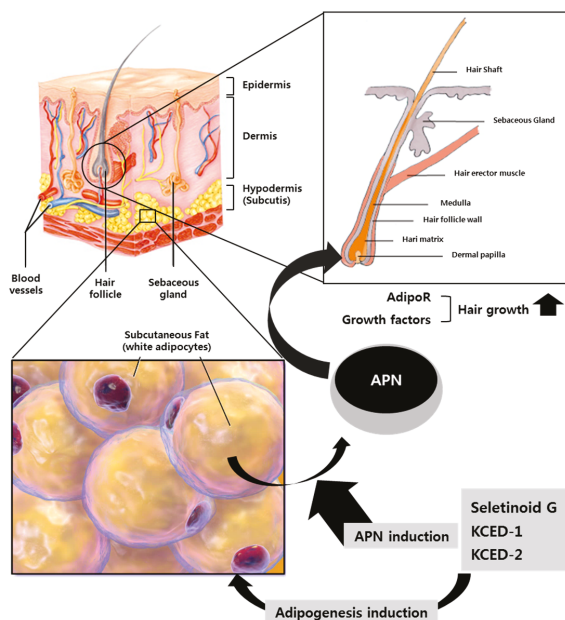 Epidermis
Dermis
Hypodermis
(Subcutis)
Blood
vessels
Hair
follicle
Sebaceous
gland
Hair Shaft
Sebaceous Gland
Hair erector muscle
Medulla
Hair follicle wall
Hari matrix
Dermal papilla
AdipoR
Growth factors
Hair growth
Subcutaneous Fat
(white adipocytes)
APN
Seletinoid G
KCED-1
KCED-2
APN induction
Adipogenesis induction